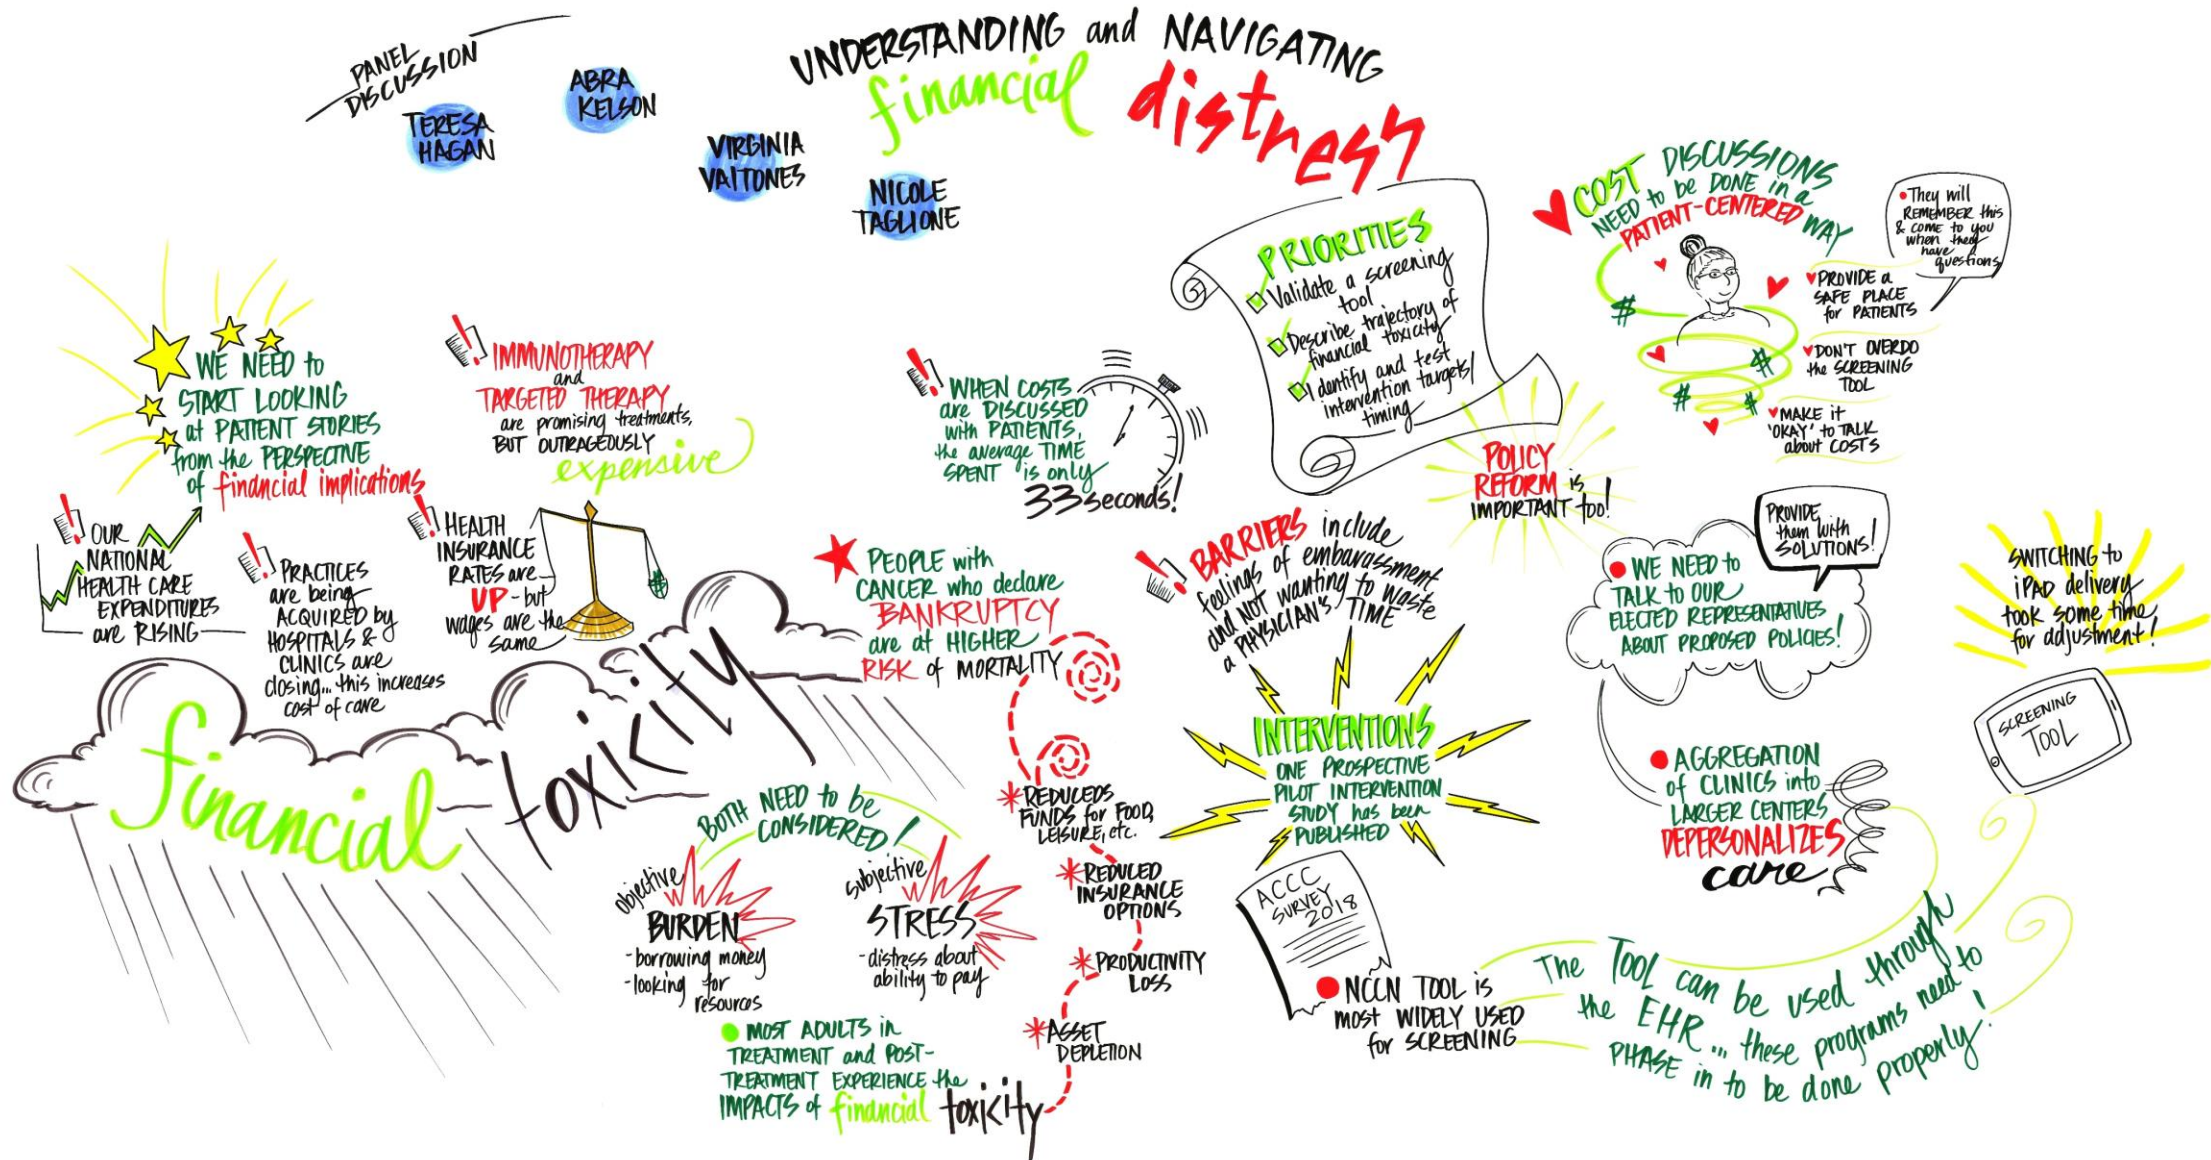 PANEL
DISCUSSION
TERESA
HAGAN
ABRA
KELSON
VIRGINIA
VAITONES
NICOLE
TAGLIONE
UNDERSTANDING and NAVIGATING
financial distress
WE NEED to
START LOOKING
at PATIENT STORIES
from the PERSPECTIVE
of financial implications
! IMMUNOTHERAPY
and
TARGETED THERAPY
are promising treatments,
BUT OUTRAGEOUSLY
expensive
! OUR
NATIONAL
HEALTH CARE
EXPENDITURES
are RISING
! PRACTICES
are being
ACQUIRED by
HOSPITALS &
CLINICS are
closing... this increases
cost of care
! HEALTH
INSURANCE
RATES are
UP - but
wages are the
same
$
financial toxicity
! WHEN COSTS
are DISCUSSED
with PATIENTS,
the average TIME
SPENT is only
33 seconds!
PEOPLE with
CANCER who declare
BANKRUPTCY
are at HIGHER
RISK of MORTALITY
* REDUCEDS
FUNDS for FOOD,
LEISURE, etc.
* REDUCED
INSURANCE
OPTIONS
* PRODUCTIVITY
LOSS
* ASSET
DEPLETION
BOTH NEED to be
CONSIDERED!
objective
BURDEN
- borrowing money
- looking for
resources
subjective
STRESS
- distress about
ability to pay
• MOST ADULTS in
TREATMENT and POST-
TREATMENT EXPERIENCE the
IMPACTS of financial toxicity
PRIORITIES
Validate a screening
tool
Describe trajectory of
financial toxicity
Identify and test
intervention targets/
timing
POLICY
REFORM is
IMPORTANT too!
! BARRIERS include
feelings of embarassment
and NOT wanting to waste
a PHYSICIAN'S TIME
INTERVENTIONS
ONE PROSPECTIVE
PILOT INTERVENTION
STUDY has been
PUBLISHED
ACCC
SURVEY
2018
• NCCN TOOL is
most WIDELY USED
for SCREENING
COST DISCUSSIONS
NEED to be DONE in a
PATIENT-CENTERED WAY
$
$
$
$
• They will
REMEMBER this
& COME to you
when they
have
questions
PROVIDE a
SAFE PLACE
for PATIENTS
DON'T OVERDO
the SCREENING
TOOL
MAKE it
'OKAY' to TALK
about COSTS
PROVIDE
them with
SOLUTIONS!
• WE NEED to
TALK to OUR
ELECTED REPRESENTATIVES
ABOUT PROPOSED POLICIES!
• AGGREGATION
of CLINICS into
LARGER CENTERS
DEPERSONALIZES
care
SWITCHING to
iPAD delivery
took some time
for adjustment!
SCREENING
TOOL
The TOOL can be used through
the EHR... these programs need to
PHASE in to be done properly!